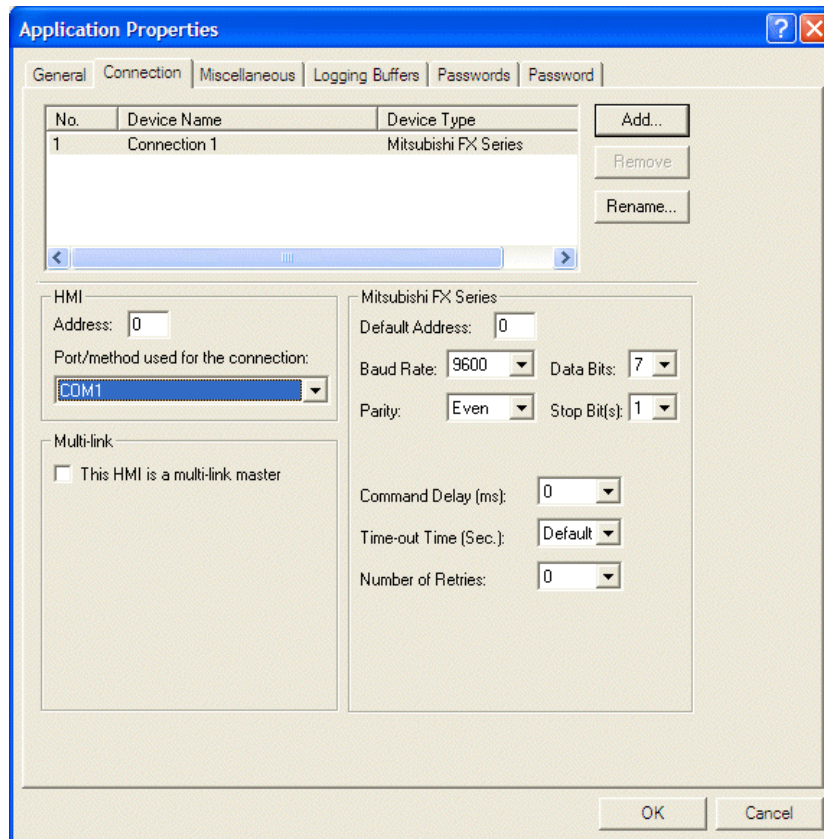 Application Properties
General Connection Miscellaneous Logging Buffers Passwords Password
No. Device Name Device Type
1 Connection 1 Mitsubishi FX Series
Add...
Remove
Rename...
HMI
Address: 0
Port/method used for the connection:
COM1
Multi-link
This HMI is a multi-link master
Mitsubishi FX Series
Default Address: 0
Baud Rate: 9600 Data Bits: 7
Parity: Even Stop Bit(s): 1
Command Delay (ms): 0
Time-out Time (Sec.): Default
Number of Retries: 0
OK Cancel